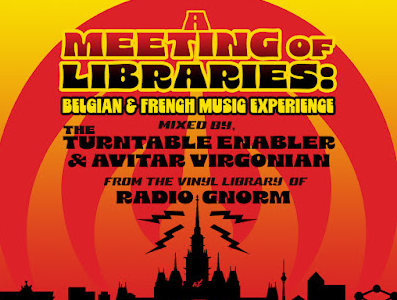 A
MEETING OF
LIBRARIES:
BELGIAN & FRENCH MUSIC EXPERIENCE
MIXED BY,
THE
TURNTABLE ENABLER
& AVITAR VIRGONIAN
FROM THE VINYL LIBRARY OF
RADIO GNORM